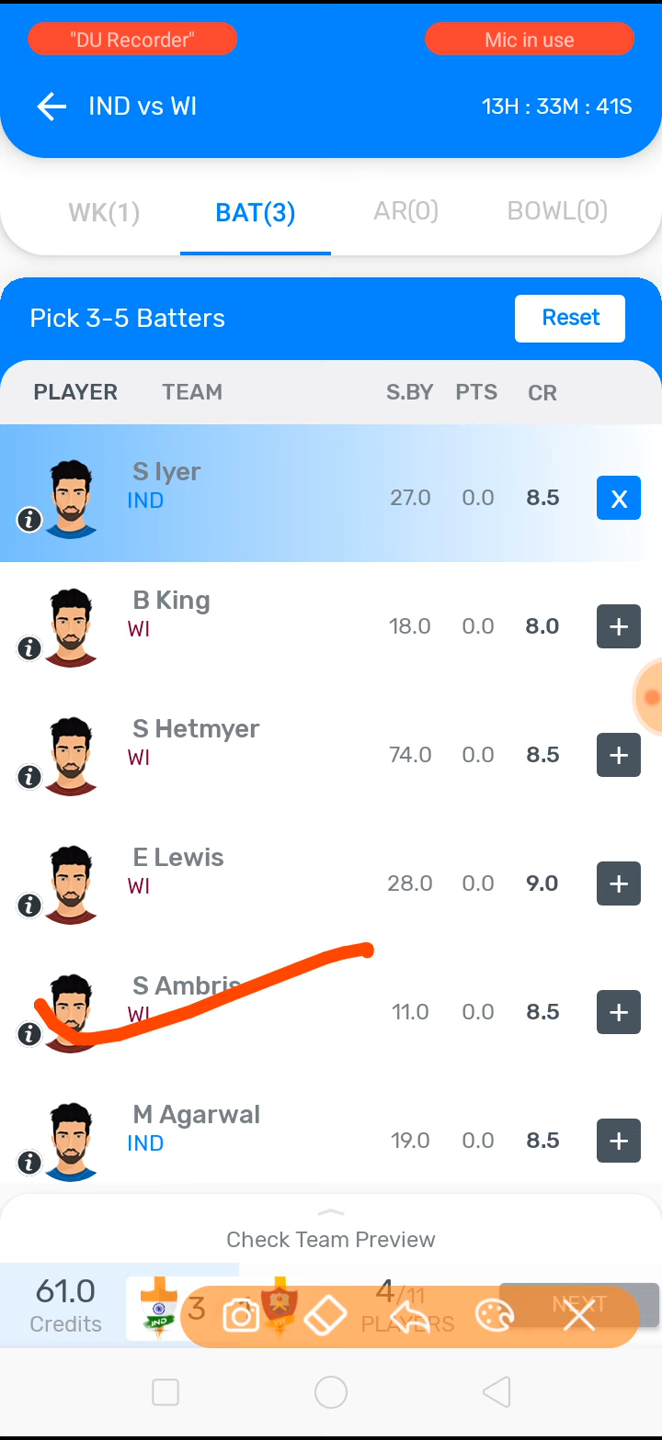 "DU Recorder" Mic in use
IND vs WI 13H : 33M : 41S
WK(1) BAT(3) AR(0) BOWL(0)
Pick 3-5 Batters Reset
PLAYER TEAM S.BY PTS CR
S Iyer
IND 27.0 0.0 8.5 X
B King
WI 18.0 0.0 8.0 +
S Hetmyer
WI 74.0 0.0 8.5 +
E Lewis
WI 28.0 0.0 9.0 +
S Ambris
WI 11.0 0.0 8.5 +
M Agarwal
IND 19.0 0.0 8.5 +
Check Team Preview
61.0 IND 3 4/11 NEXT
Credits PLAYERS